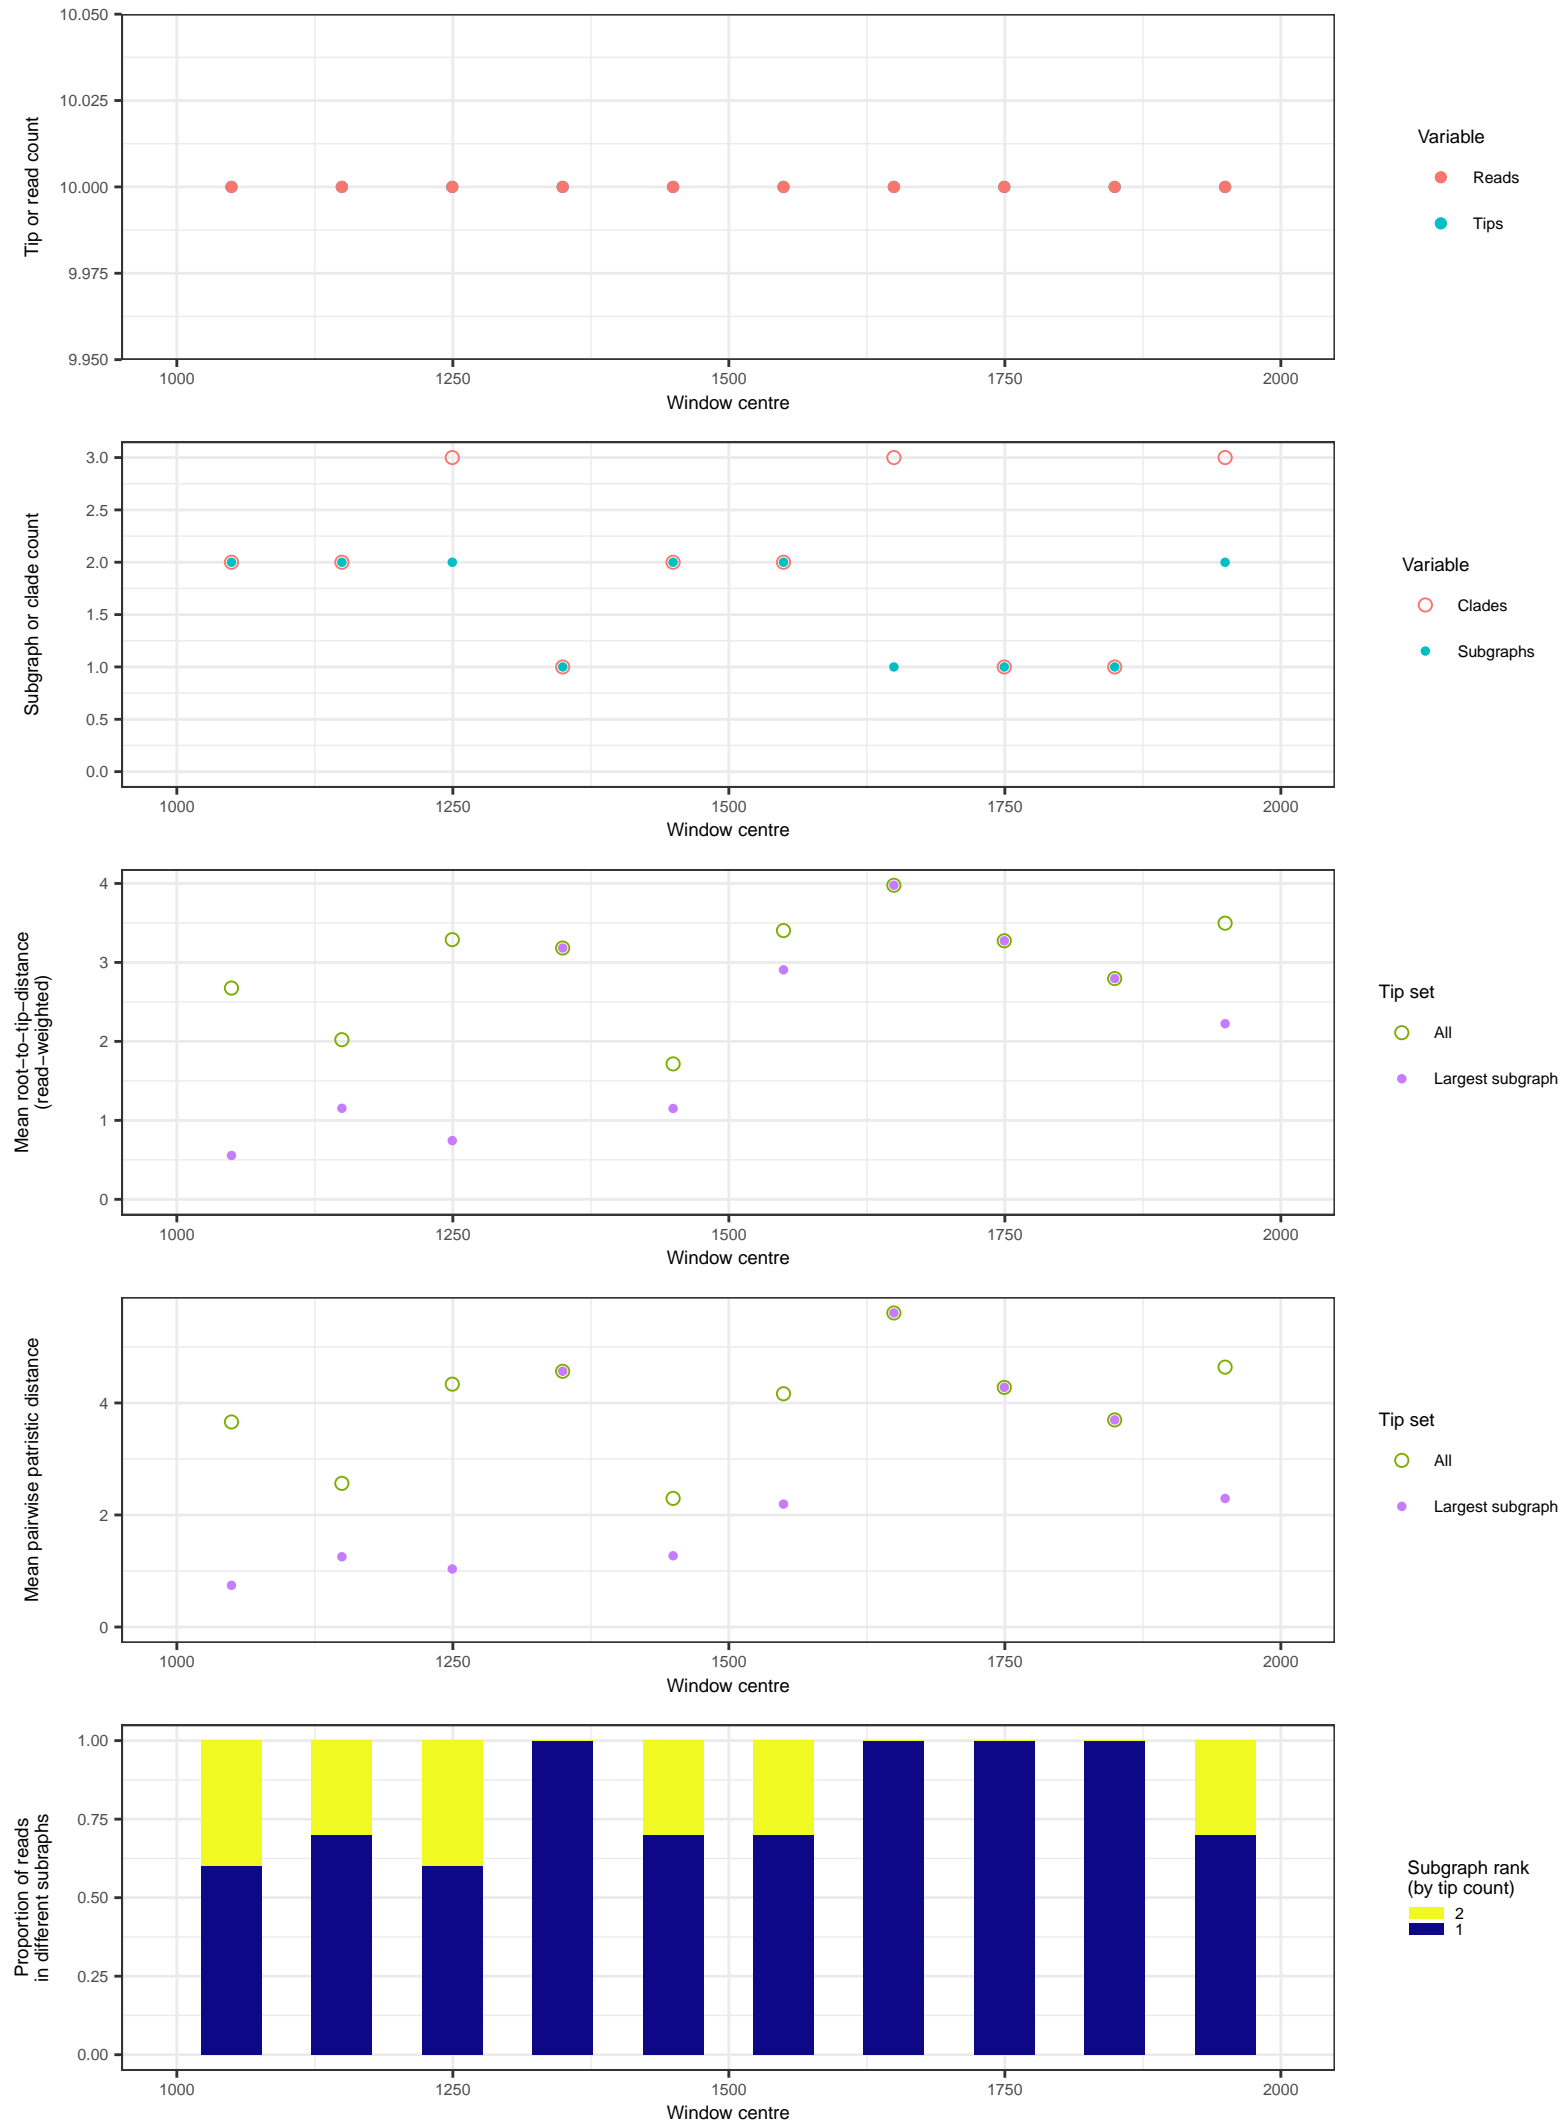 10.050
10.025
10.000
9.975
9.950
Tip or read count
1000 1250 1500 1750 2000
Window centre
Variable
Reads
Tips
3.0
2.5
2.0
1.5
1.0
0.5
0.0
Subgraph or clade count
1000 1250 1500 1750 2000
Window centre
Variable
Clades
Subgraphs
4
3
2
1
0
Mean root−to−tip−distance
(read−weighted)
1000 1250 1500 1750 2000
Window centre
Tip set
All
Largest subgraph
4
2
0
Mean pairwise patristic distance
1000 1250 1500 1750 2000
Window centre
Tip set
All
Largest subgraph
1.00
0.75
0.50
0.25
0.00
Proportion of reads
in different subraphs
1000 1250 1500 1750 2000
Window centre
Subgraph rank
(by tip count)
2
1